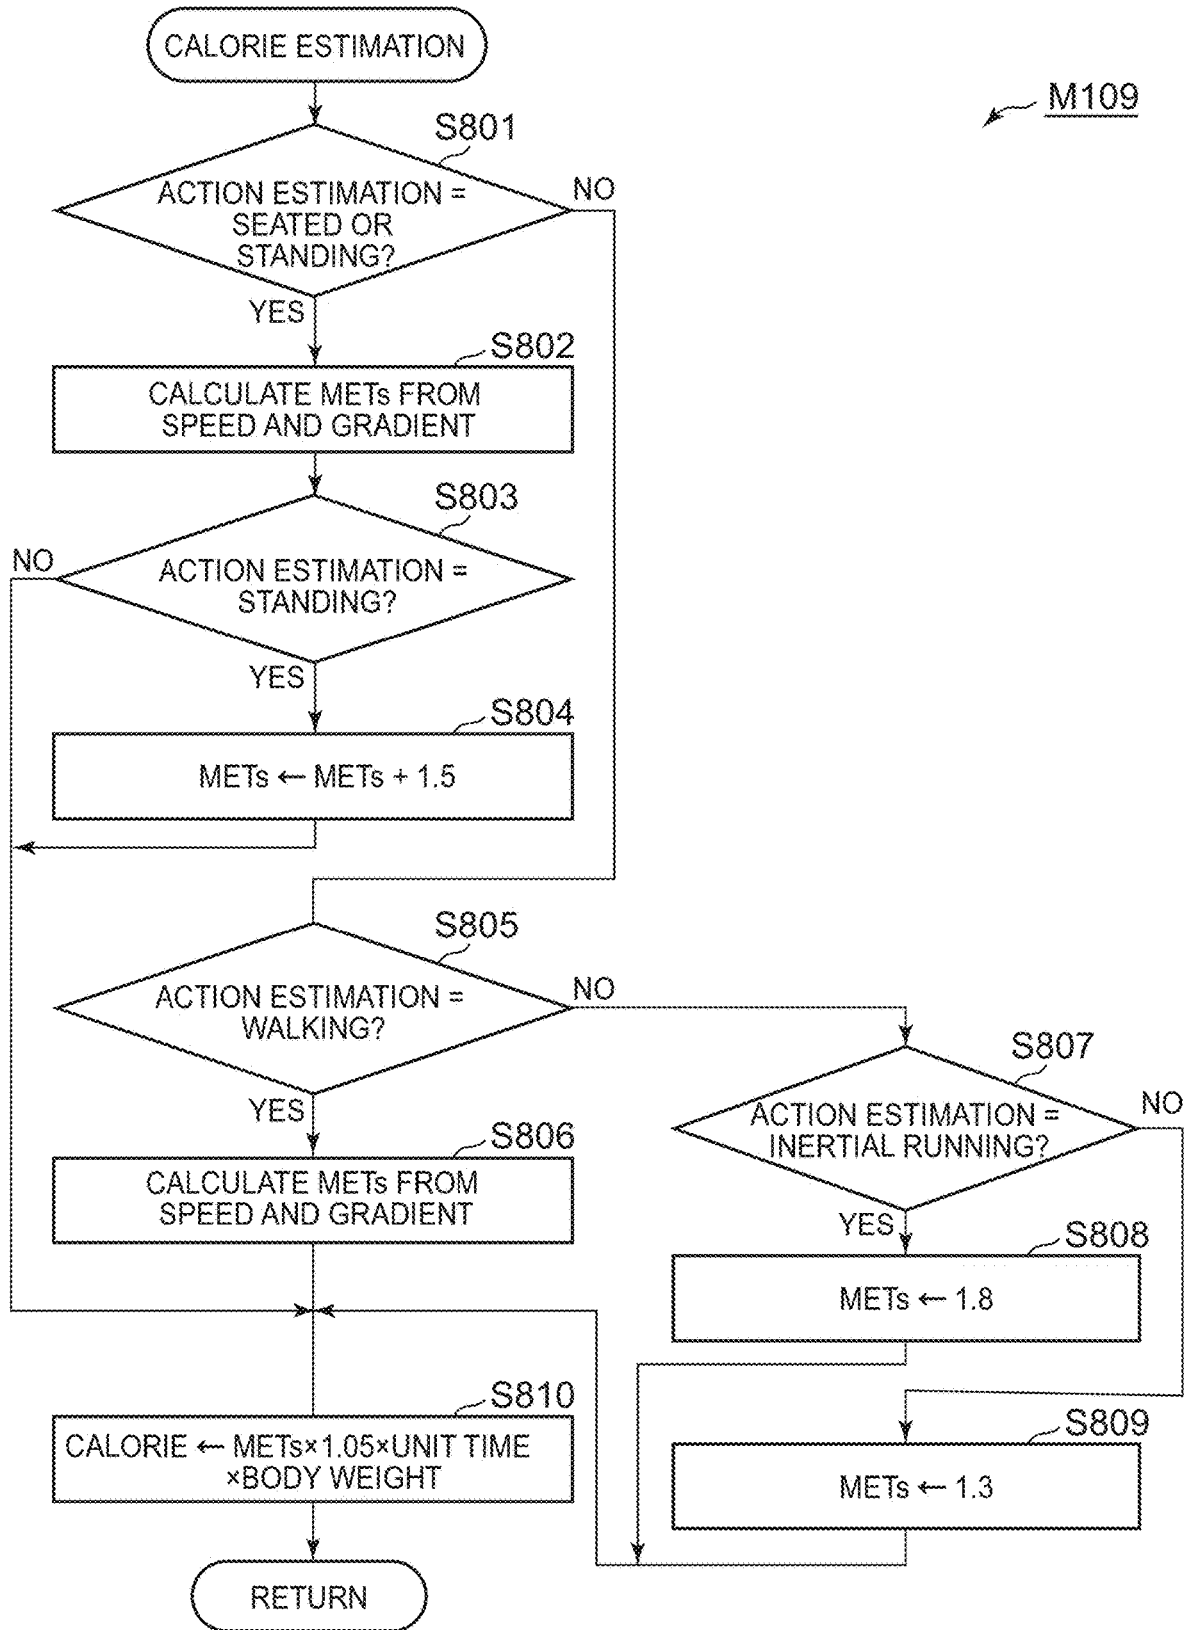 CALORIE ESTIMATION
M109
S801
ACTION ESTIMATION =
SEATED OR
STANDING?
NO
YES
S802
CALCULATE METs FROM
SPEED AND GRADIENT
S803
NO
ACTION ESTIMATION =
STANDING?
YES
S804
METs ← METs + 1.5
S805
ACTION ESTIMATION =
WALKING?
NO
YES
S806
CALCULATE METs FROM
SPEED AND GRADIENT
S807
ACTION ESTIMATION =
INERTIAL RUNNING?
NO
YES
S808
METs ← 1.8
S809
METs ← 1.3
S810
CALORIE ← METs×1.05×UNIT TIME
×BODY WEIGHT
RETURN